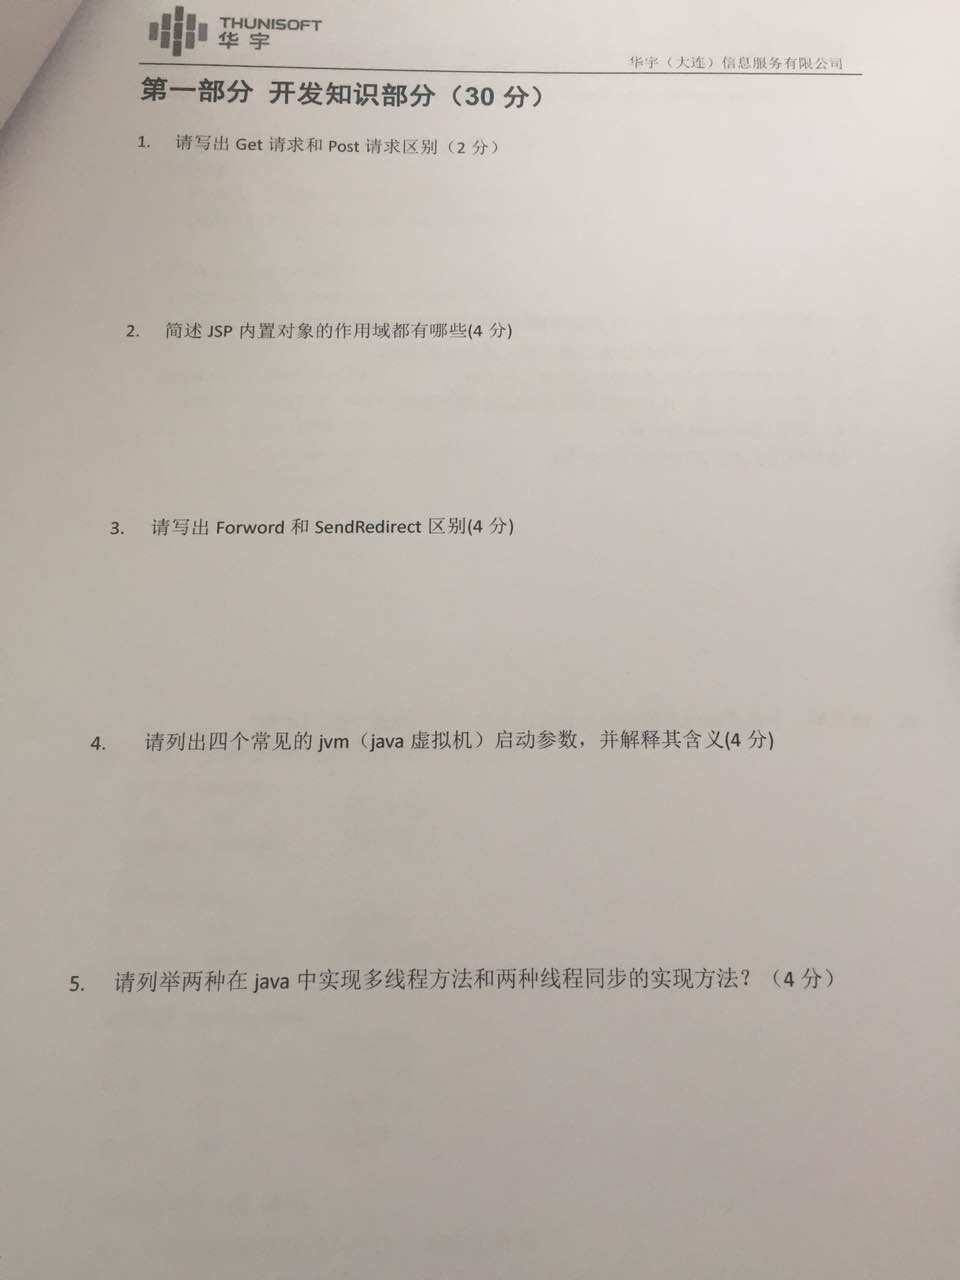 THUNISOFT
华宇
华宇（大连）信息服务有限公司
第一部分 开发知识部分（30 分）
1. 请写出 Get 请求和 Post 请求区别（2 分）
2. 简述 JSP 内置对象的作用域都有哪些(4 分)
3. 请写出 Forword 和 SendRedirect 区别(4 分)
4. 请列出四个常见的 jvm（java 虚拟机）启动参数，并解释其含义(4 分)
5. 请列举两种在 java 中实现多线程方法和两种线程同步的实现方法？（4 分）